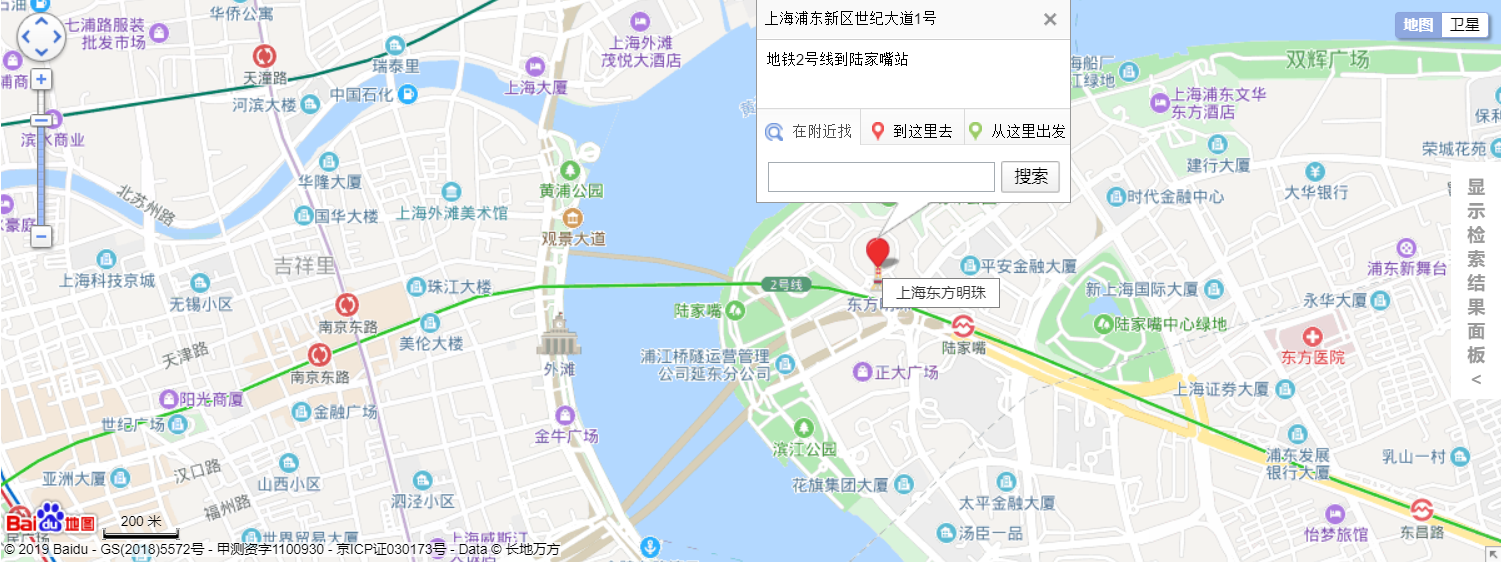 华侨公寓
七浦路服装
批发市场
天潼路
瑞泰里
河滨大楼
中国石化
上海外滩
茂悦大酒店
上海大厦
滨水商业
上海浦东新区世纪大道1号
地铁2号线到陆家嘴站
在附近找
到这里去
从这里出发
搜索
地图
卫星
双辉广场
上海浦东文华
东方酒店
建行大厦
荣城花苑
大华银行
时代金融中心
浦东新舞台
显示检索结果面板
<
华隆大厦
北苏州路
国华大楼
上海外滩美术馆
黄浦公园
观景大道
吉祥里
上海科技京城
无锡小区
珠江大楼
南京东路
美伦大楼
天津路
南京东路
外滩
陆家嘴
2号线
上海东方明珠
平安金融大厦
新上海国际大厦
永华大厦
陆家嘴中心绿地
陆家嘴
东方医院
浦江桥隧运营管理
公司延东分公司
正大广场
上海证券大厦
阳光商厦
世纪广场
金融广场
金牛广场
滨江公园
浦东发展
银行大厦
乳山一村
亚洲大厦
汉口路
山西小区
泗泾小区
福州路
花旗集团大厦
太平金融大厦
汤臣一品
怡梦旅馆
东昌路
Bai du 地图
200 米
世界贸易大厦
上海威斯汀
© 2019 Baidu - GS(2018)5572号 - 甲测资字1100930 - 京ICP证030173号 - Data © 长地万方